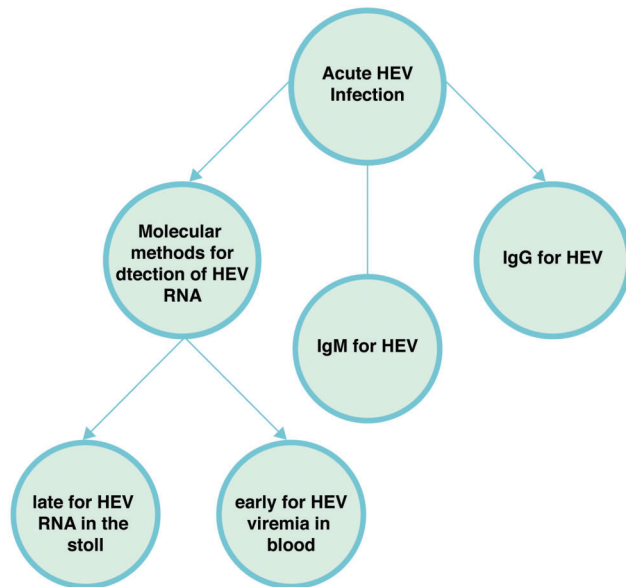 Acute HEV
Infection
Molecular
methods for
dtection of HEV
RNA
IgG for HEV
IgM for HEV
late for HEV
RNA in the
stoll
early for HEV
viremia in
blood